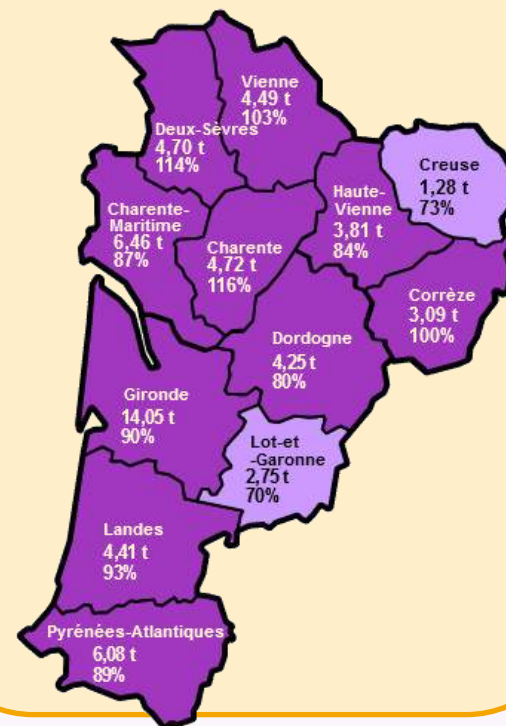 Vienne
4,49 t
103%
Deux-Sèvres
4,70 t
114%
Creuse
1,28 t
73%
Haute-
Vienne
3,81 t
84%
Charente-
Maritime
6,46 t
87%
Charente
4,72 t
116%
Corrèze
3,09 t
100%
Dordogne
4,25 t
80%
Gironde
14,05 t
90%
Lot-et
-Garonne
2,75 t
70%
Landes
4,41 t
93%
Pyrénées-Atlantiques
6,08 t
89%